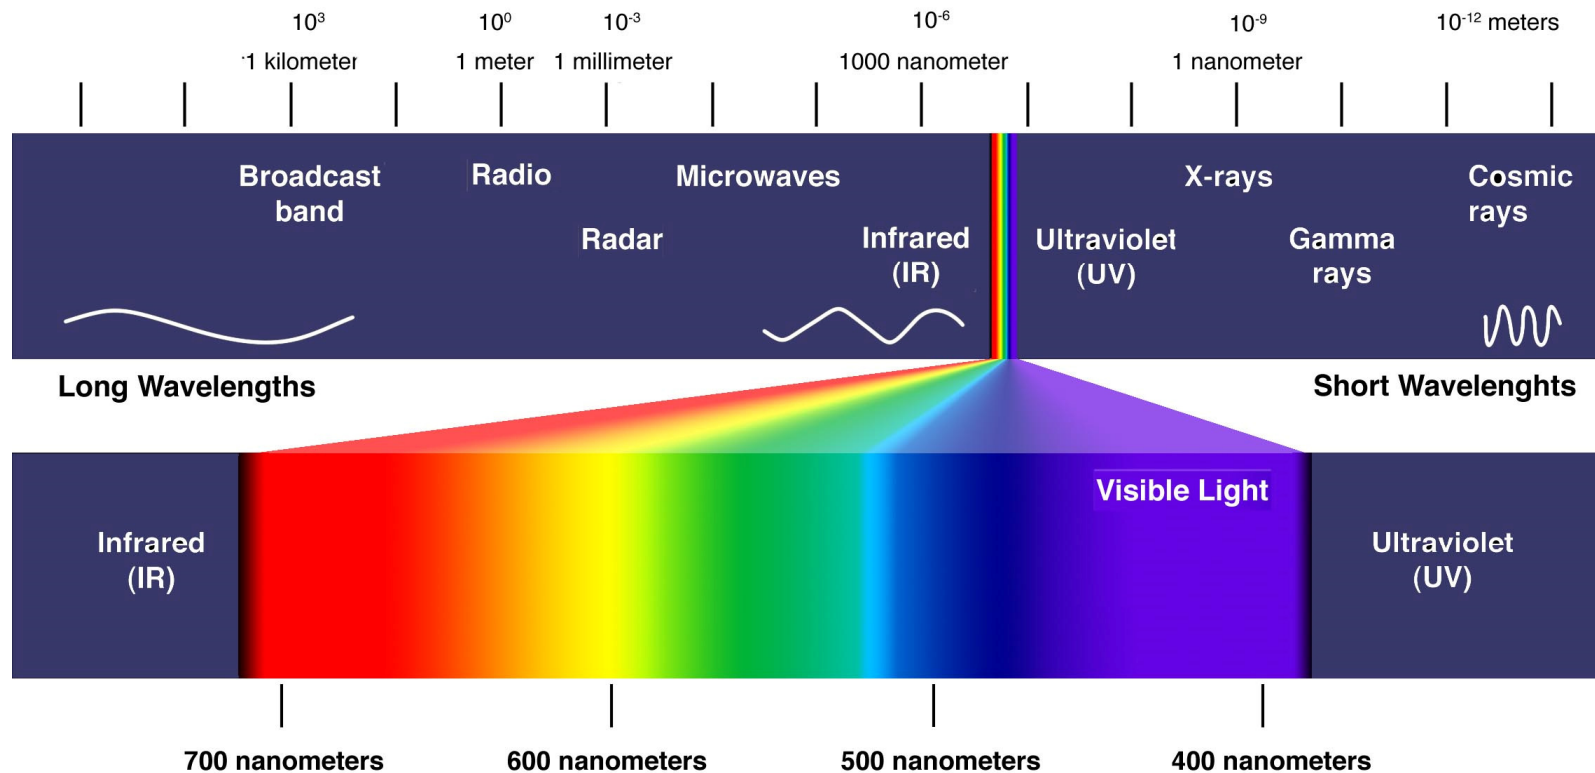 10³ 10⁰ 10⁻³ 10⁻⁶ 10⁻⁹ 10⁻¹² meters
1 kilometer 1 meter 1 millimeter 1000 nanometer 1 nanometer
Broadcast
band
Radio
Radar
Microwaves
Infrared
(IR)
Ultraviolet
(UV)
X-rays
Gamma
rays
Cosmic
rays
Long Wavelengths
Short Wavelenghts
Visible Light
Infrared
(IR)
Ultraviolet
(UV)
700 nanometers 600 nanometers 500 nanometers 400 nanometers